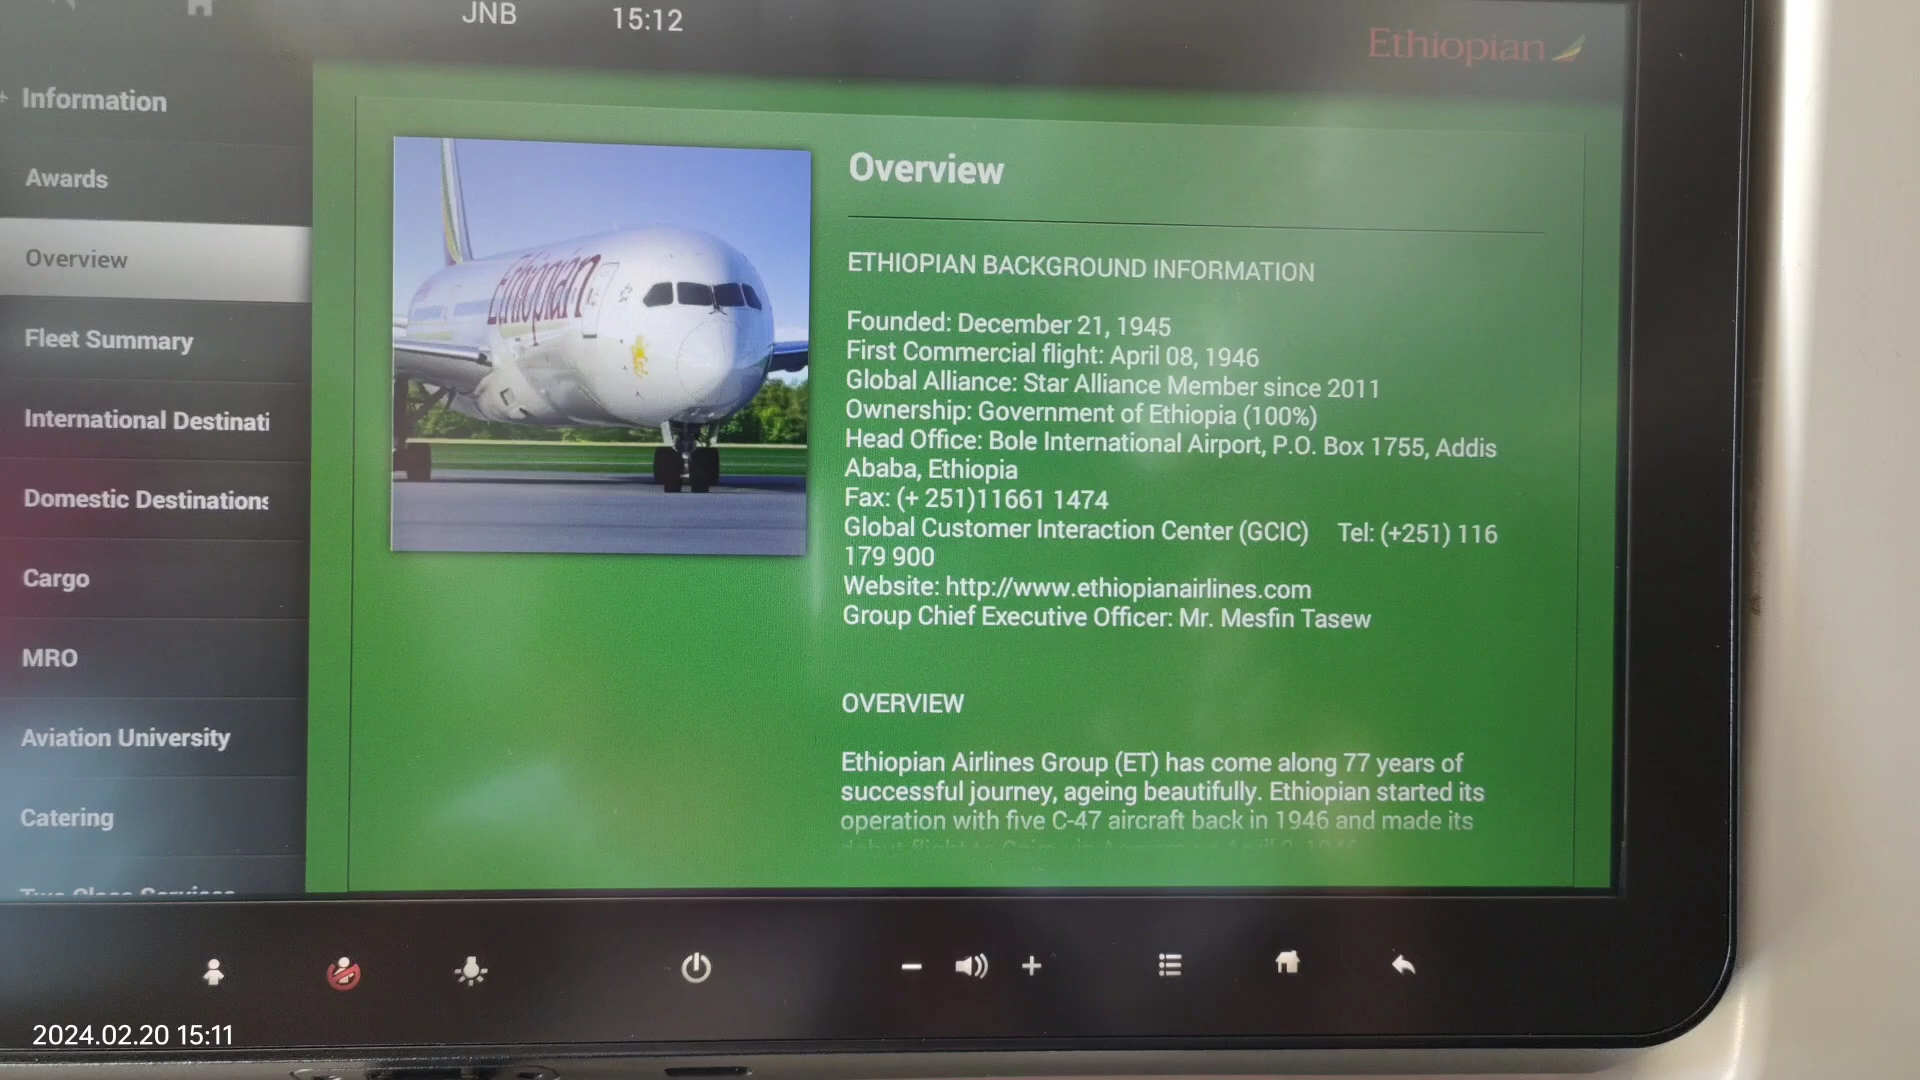 JNB 15:12
Ethiopian
Information
Awards
Overview
Fleet Summary
International Destinati
Domestic Destinations
Cargo
MRO
Aviation University
Catering
Two Class Services
Ethiopian
Overview
ETHIOPIAN BACKGROUND INFORMATION
Founded: December 21, 1945
First Commercial flight: April 08, 1946
Global Alliance: Star Alliance Member since 2011
Ownership: Government of Ethiopia (100%)
Head Office: Bole International Airport, P.O. Box 1755, Addis
Ababa, Ethiopia
Fax: (+ 251)11661 1474
Global Customer Interaction Center (GCIC) Tel: (+251) 116
179 900
Website: http://www.ethiopianairlines.com
Group Chief Executive Officer: Mr. Mesfin Tasew
OVERVIEW
Ethiopian Airlines Group (ET) has come along 77 years of
successful journey, ageing beautifully. Ethiopian started its
operation with five C-47 aircraft back in 1946 and made its
2024.02.20 15:11